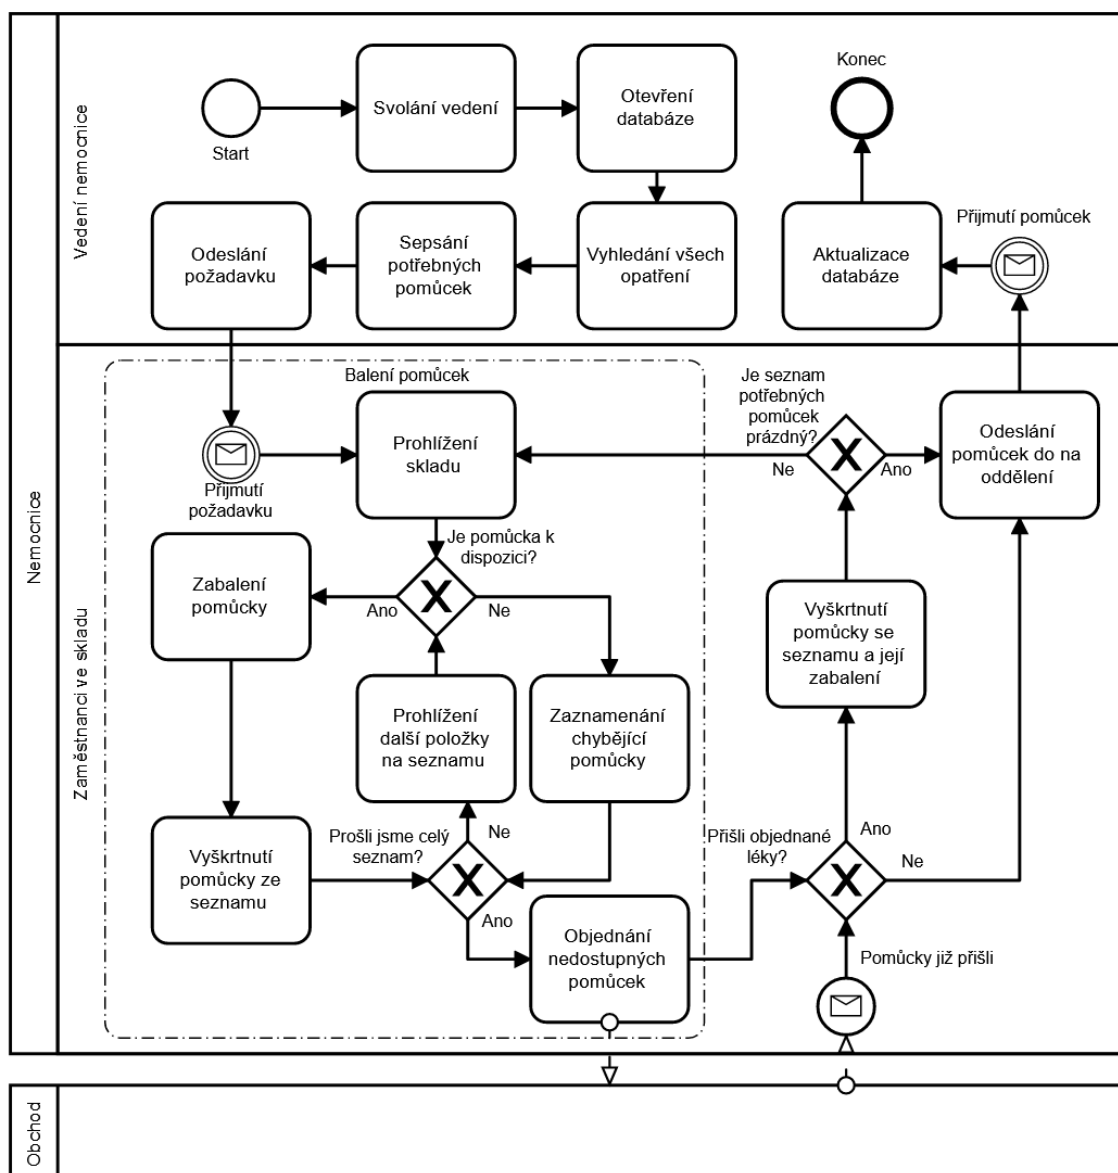 Nemocnice
Vedení nemocnice
Start
Svolání vedení
Otevření
databáze
Konec
Odeslání
požadavku
Sepsání
potřebných
pomůcek
Vyhledání všech
opatření
Aktualizace
databáze
Přijmutí pomůcek
Zaměstnanci ve skladu
Balení pomůcek
Přijmutí
požadavku
Prohlížení
skladu
Je seznam
potřebných
pomůcek
prázdný?
Ne
Ano
Odeslání
pomůcek do na
oddělení
Je pomůcka k
dispozici?
Ano
Ne
Zabalení
pomůcky
Vyškrtnutí
pomůcky se
seznamu a její
zabalení
Prohlížení
další položky
na seznamu
Zaznamenání
chybějící
pomůcky
Vyškrtnutí
pomůcky ze
seznamu
Prošli jsme celý
seznam?
Ne
Ano
Přišli objednané
léky?
Ano
Ne
Objednání
nedostupných
pomůcek
Pomůcky již přišli
Obchod